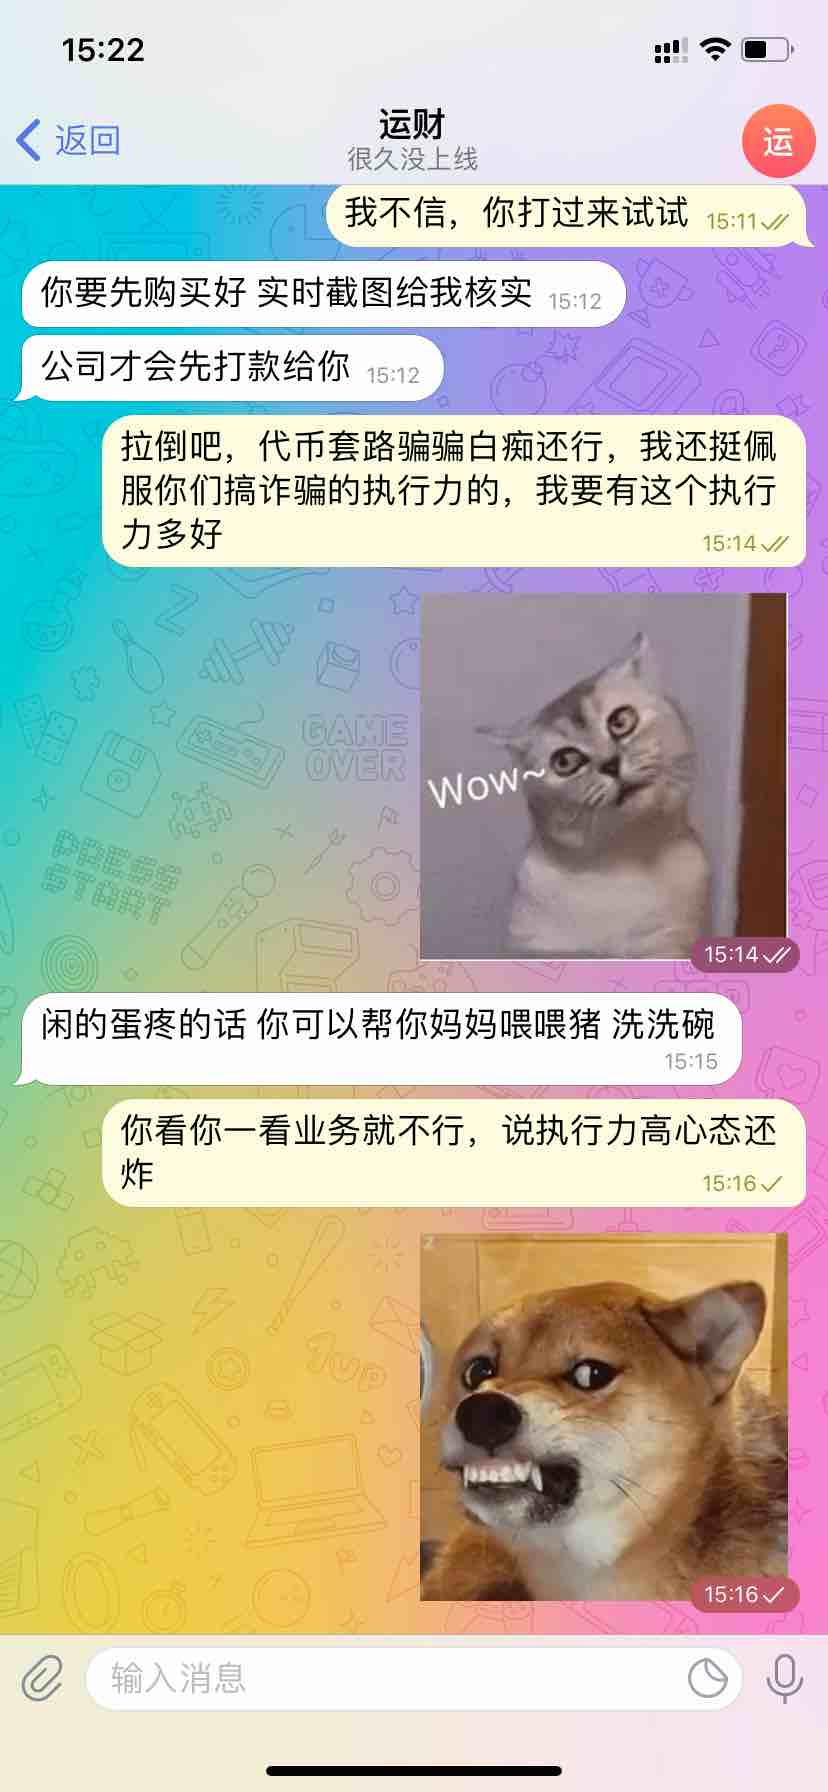 15:22
返回
运财
很久没上线
运
我不信，你打过来试试 15:11
你要先购买好 实时截图给我核实 15:12
公司才会先打款给你 15:12
拉倒吧，代币套路骗骗白痴还行，我还挺佩
服你们搞诈骗的执行力的，我要有这个执行
力多好
15:14
GAME
OVER
Wow~
PRESS
START
15:14
闲的蛋疼的话 你可以帮你妈妈喂喂猪 洗洗碗
15:15
你看你一看业务就不行，说执行力高心态还
炸
15:16
1UP
15:16
输入消息